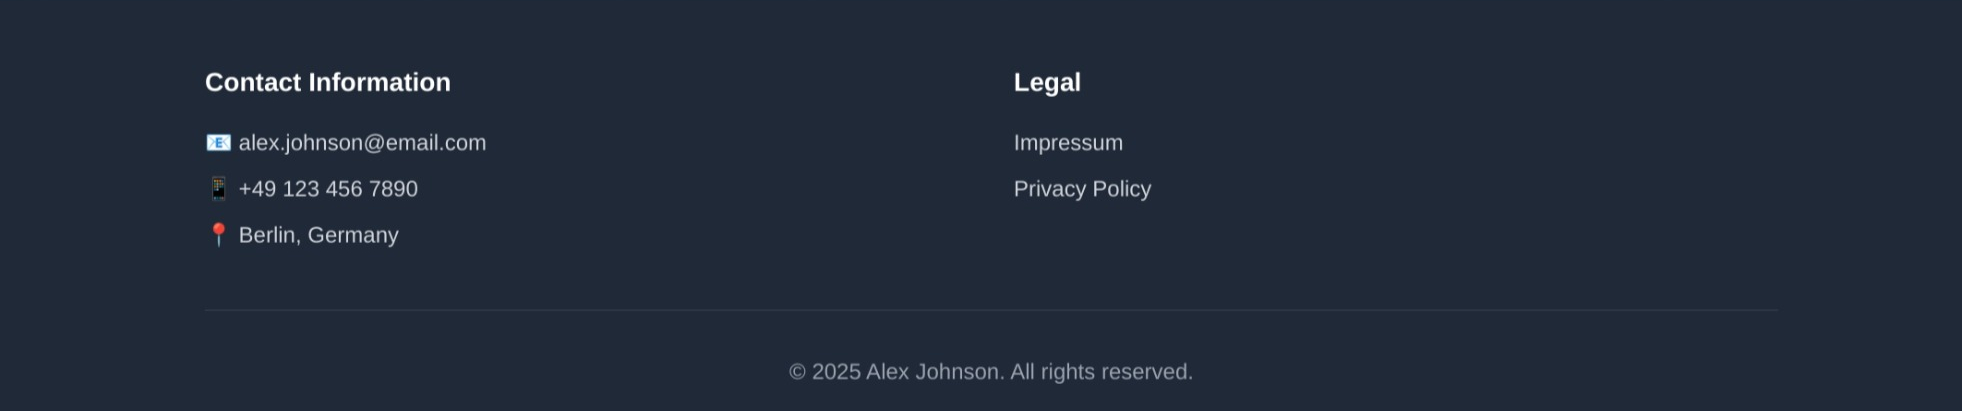 Contact Information
📧 alex.johnson@email.com
📱 +49 123 456 7890
📍 Berlin, Germany
Legal
Impressum
Privacy Policy
© 2025 Alex Johnson. All rights reserved.